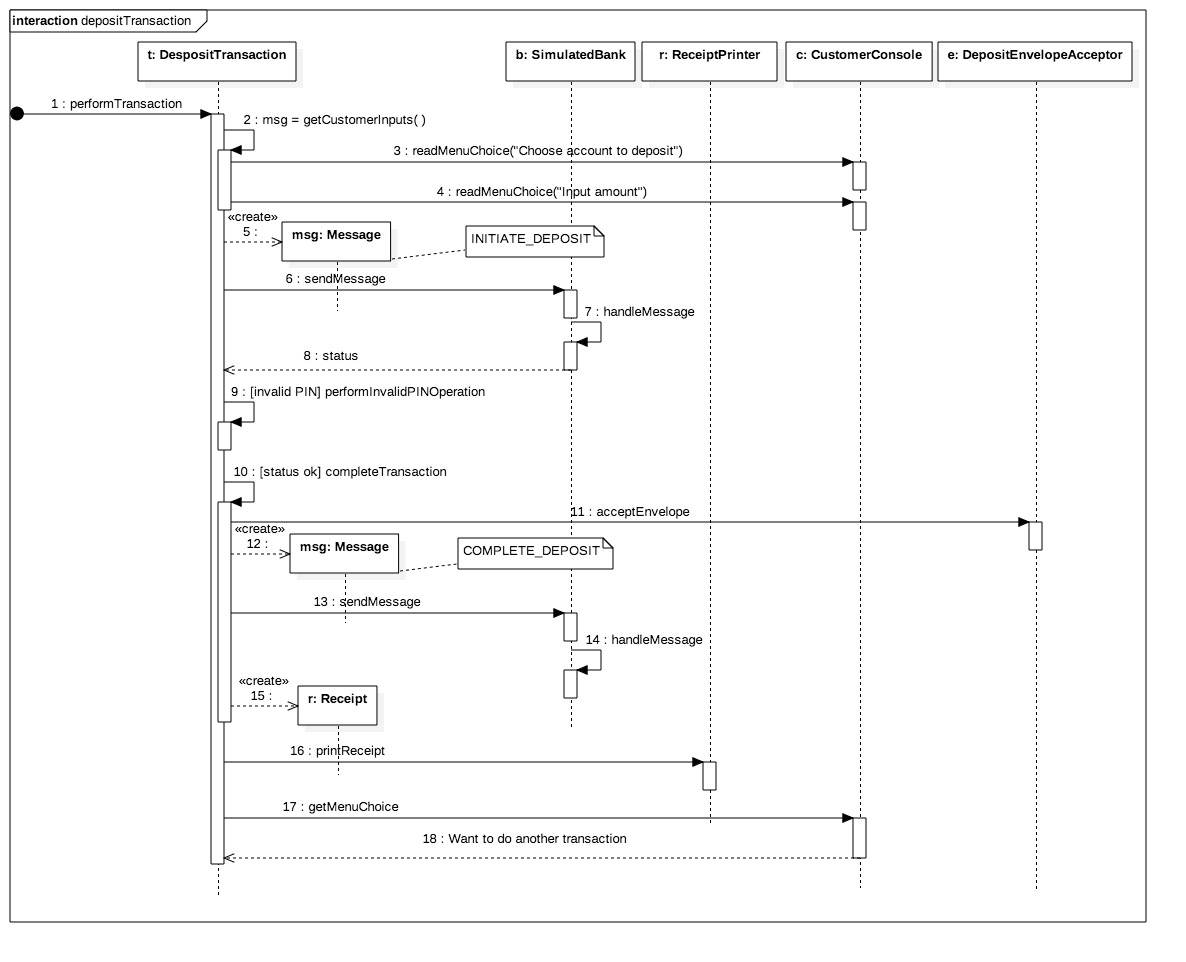 interaction depositTransaction
t: DespositTransaction
b: SimulatedBank
r: ReceiptPrinter
c: CustomerConsole
e: DepositEnvelopeAcceptor
1 : performTransaction
2 : msg = getCustomerInputs( )
3 : readMenuChoice("Choose account to deposit")
4 : readMenuChoice("Input amount")
«create»
5 :
msg: Message
INITIATE_DEPOSIT
6 : sendMessage
7 : handleMessage
8 : status
9 : [invalid PIN] performInvalidPINOperation
10 : [status ok] completeTransaction
11 : acceptEnvelope
«create»
12 :
msg: Message
COMPLETE_DEPOSIT
13 : sendMessage
14 : handleMessage
«create»
15 :
r: Receipt
16 : printReceipt
17 : getMenuChoice
18 : Want to do another transaction